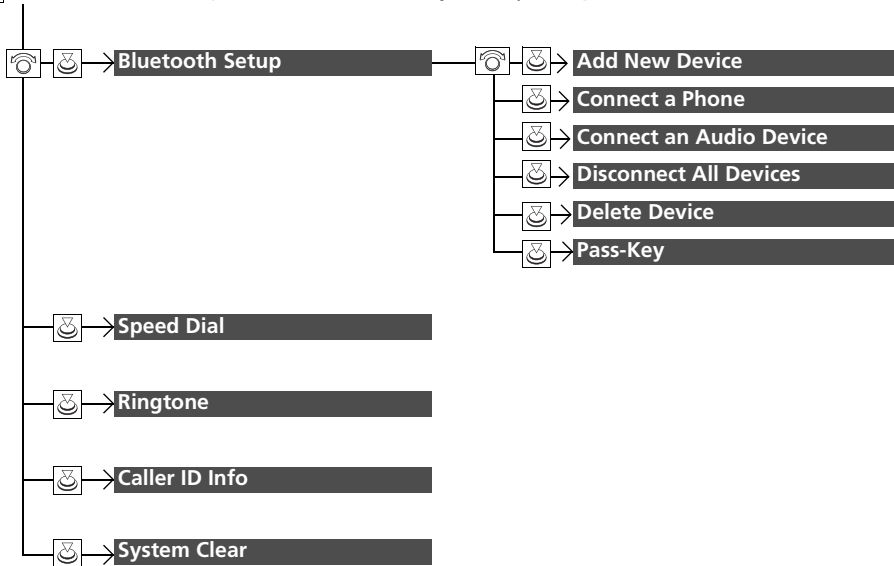 Bluetooth Setup
Add New Device
Connect a Phone
Connect an Audio Device
Disconnect All Devices
Delete Device
Pass-Key
Speed Dial
Ringtone
Caller ID Info
System Clear